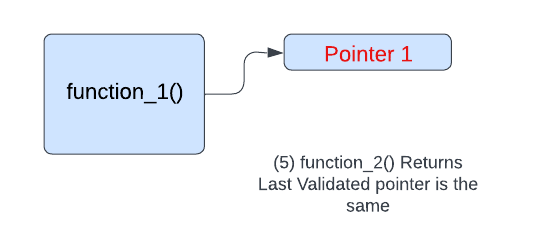 function_1()
Pointer 1
(5) function_2() Returns
Last Validated pointer is the
same